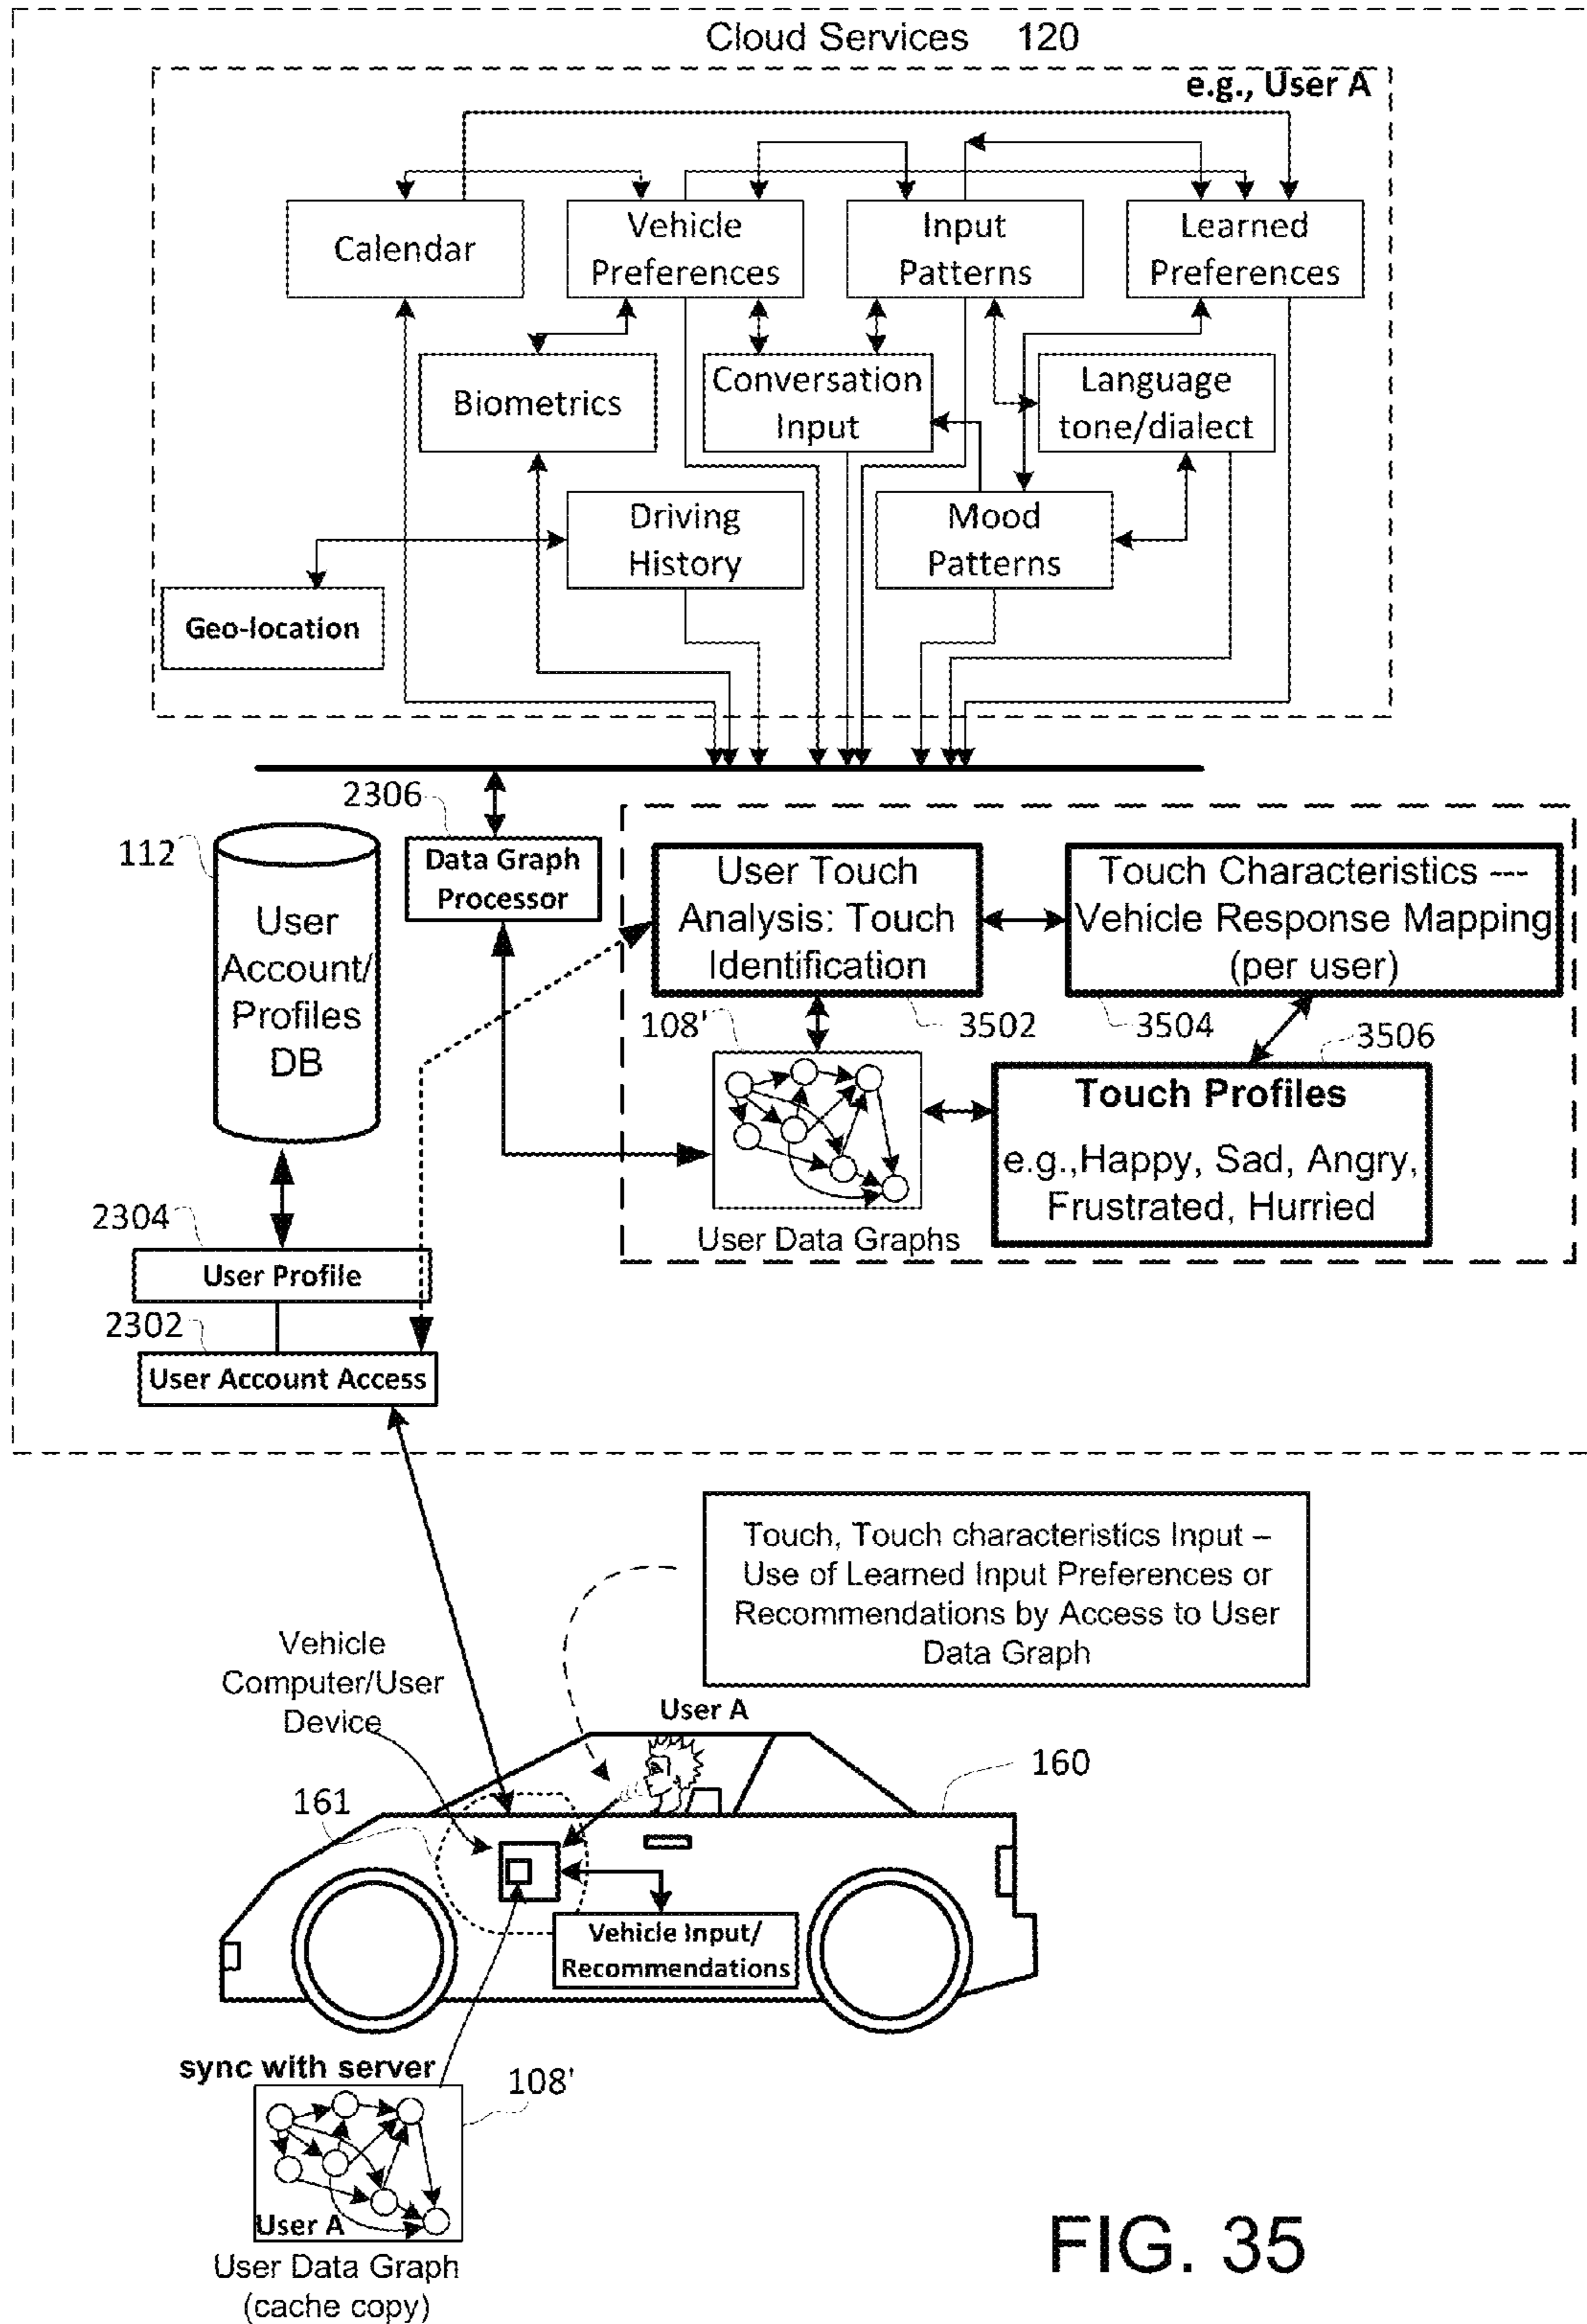 Cloud Services 120
e.g., User A
Calendar
Vehicle
Preferences
Input
Patterns
Learned
Preferences
Biometrics
Conversation
Input
Language
tone/dialect
Driving
History
Mood
Patterns
Geo-location
2306
112
User
Account/
Profiles
DB
Data Graph
Processor
User Touch
Analysis: Touch
Identification
Touch Characteristics ---
Vehicle Response Mapping
(per user)
108'
3502
3504
3506
Touch Profiles
e.g.,Happy, Sad, Angry,
Frustrated, Hurried
User Data Graphs
2304
User Profile
2302
User Account Access
Touch, Touch characteristics Input –
Use of Learned Input Preferences or
Recommendations by Access to User
Data Graph
Vehicle
Computer/User
Device
User A
160
161
Vehicle Input/
Recommendations
sync with server
108'
User A
User Data Graph
(cache copy)
FIG. 35